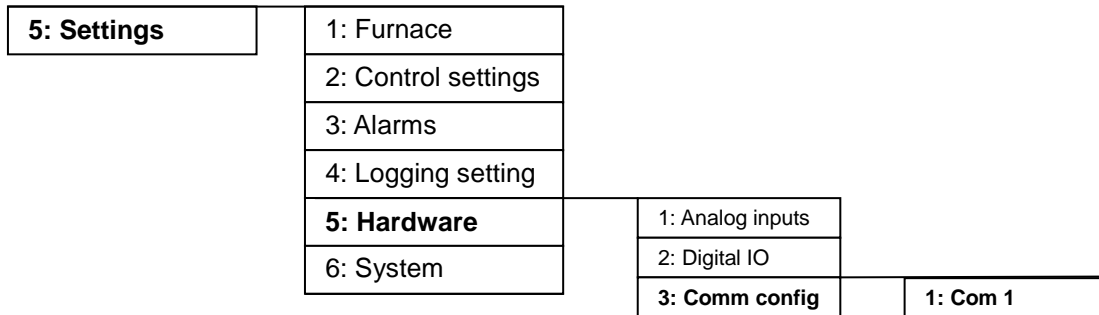 5: Settings
1: Furnace
2: Control settings
3: Alarms
4: Logging setting
5: Hardware
6: System
1: Analog inputs
2: Digital IO
3: Comm config
1: Com 1